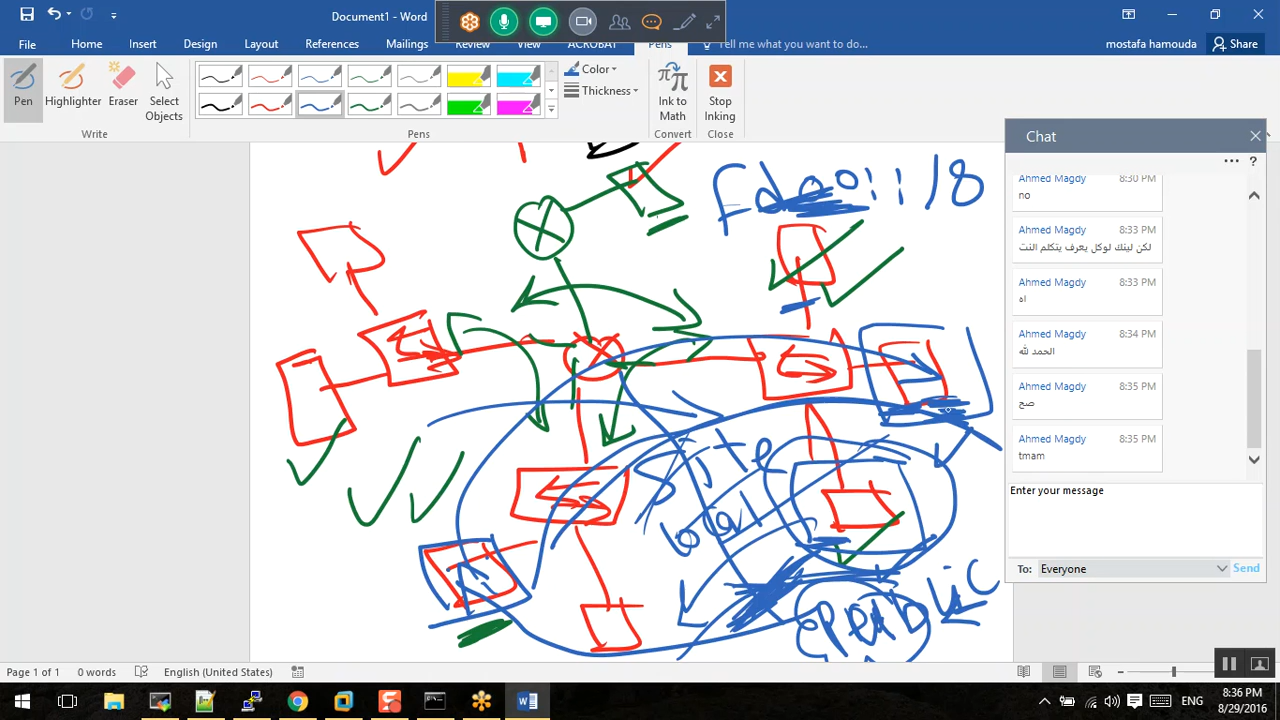 Document1 - Word
File
Home
Insert
Design
Layout
References
Mailings
Review
View
ACROBAT
Pens
Tell me what you want to do...
mostafa hamouda
Share
Pen
Highlighter
Eraser
Select Objects
Color
Thickness
Ink to Math
Stop Inking
Write
Pens
Convert
Close
Site
local
Chat
Ahmed Magdy 8:30 PM
no
Ahmed Magdy 8:33 PM
لكن لينك لوكل يعرف يتكلم النت
Ahmed Magdy 8:33 PM
اه
Ahmed Magdy 8:34 PM
الحمد لله
Ahmed Magdy 8:35 PM
صح
Ahmed Magdy 8:35 PM
tmam
Enter your message
To: Everyone
Send
Page 1 of 1
0 words
English (United States)
ENG
8:36 PM
8/29/2016